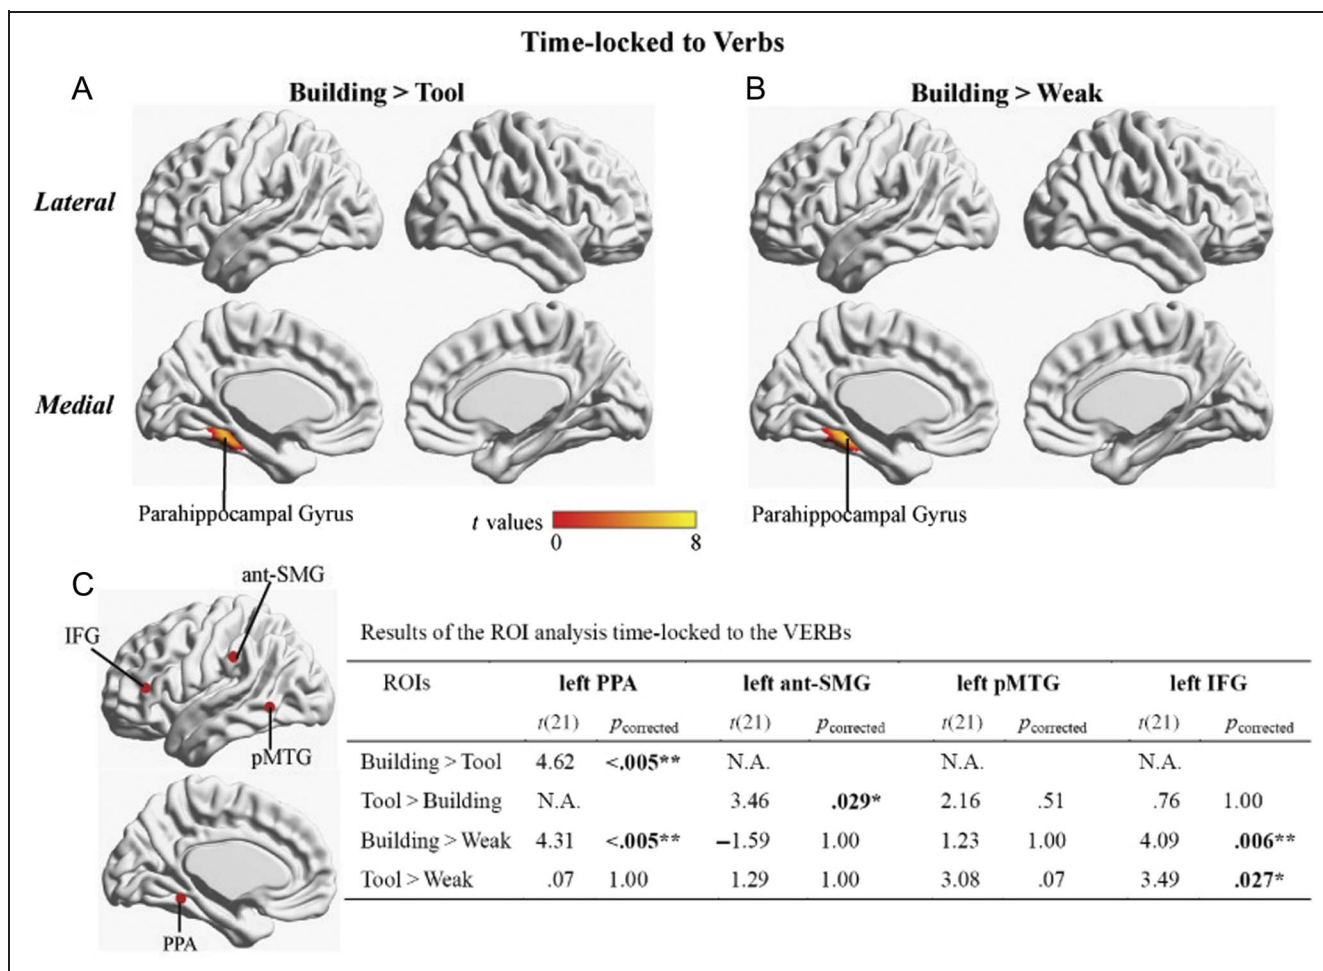 Time-locked to Verbs
A
Building > Tool
B
Building > Weak
Lateral
Medial
Parahippocampal Gyrus
Parahippocampal Gyrus
t values
0
8
C
ant-SMG
IFG
pMTG
PPA
Results of the ROI analysis time-locked to the VERBs
ROIs left PPA left ant-SMG left pMTG left IFG
t(21) pcorrected t(21) pcorrected t(21) pcorrected t(21) pcorrected
Building > Tool 4.62 <.005** N.A. N.A. N.A.
Tool > Building N.A. 3.46 .029* 2.16 .51 .76 1.00
Building > Weak 4.31 <.005** –1.59 1.00 1.23 1.00 4.09 .006**
Tool > Weak .07 1.00 1.29 1.00 3.08 .07 3.49 .027*